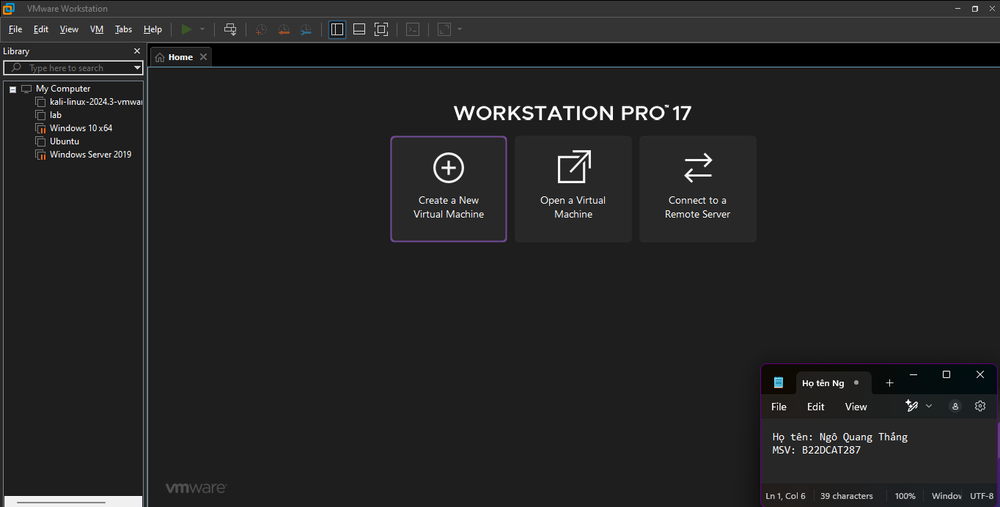 VMware Workstation
File Edit View VM Tabs Help
Library
Type here to search
My Computer
kali-linux-2024.3-vmwar
lab
Windows 10 x64
Ubuntu
Windows Server 2019
Home
WORKSTATION PRO™ 17
Create a New
Virtual Machine
Open a Virtual
Machine
Connect to a
Remote Server
vmware®
Họ tên Ng
File Edit View
Họ tên: Ngô Quang Thắng
MSV: B22DCAT287
Ln 1, Col 6 39 characters 100% Window UTF-8